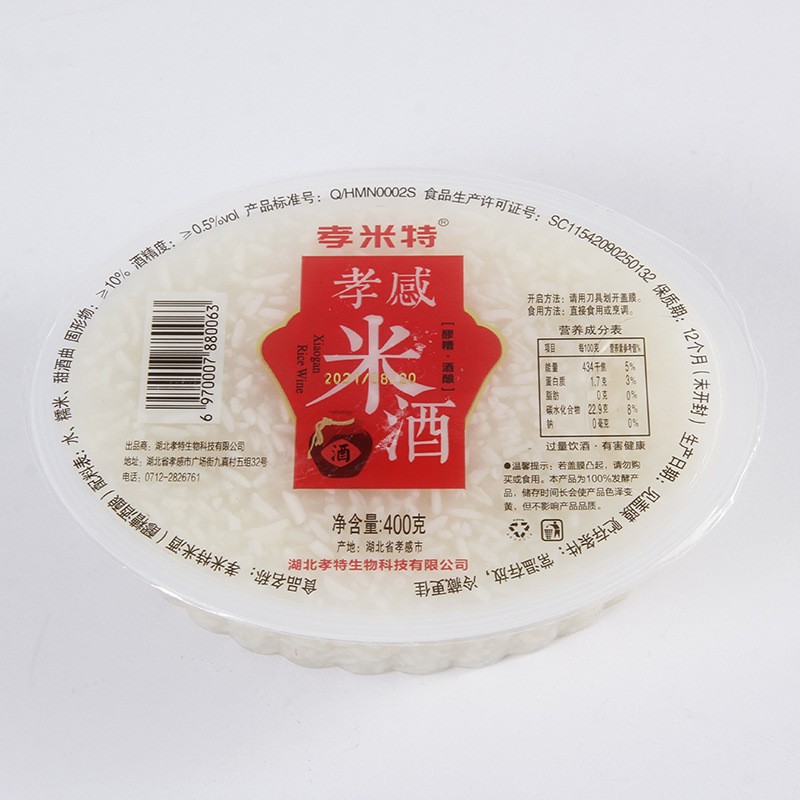 食品名称：孝米特米酒（醪糟酒酿）配料表：水、糯米、甜酒曲 固形物：≥10% 酒精度：≥0.5%vol 产品标准号：Q/HMN0002S 食品生产许可证号：SC11542090250132 保质期：12个月（未开封）生产日期：见盖膜 贮存条件：常温存放，冷藏更佳
孝米特®
孝感
米酒
[醪糟·酒酿]
Xiaogan
Rice Wine
2021/08/20
酒
净含量:400克
产地：湖北省孝感市
湖北孝特生物科技有限公司
6 970007 880063
出品商：湖北孝特生物科技有限公司
地址：湖北省孝感市广场街九真村五组32号
电话：0712-2826761
开启方法：请用刀具划开盖膜。
食用方法：直接食用或烹调。
营养成分表
项目 每100克 营养素参考值%
能量 434千焦 5%
蛋白质 1.7克 3%
脂肪 0克 0%
碳水化合物 22.9克 8%
钠 0毫克 0%
过量饮酒·有害健康
●温馨提示：若盖膜凸起，请勿购
买或食用。本产品为100%发酵产
品，储存时间长会使产品色泽变
黄，但不影响产品品质。